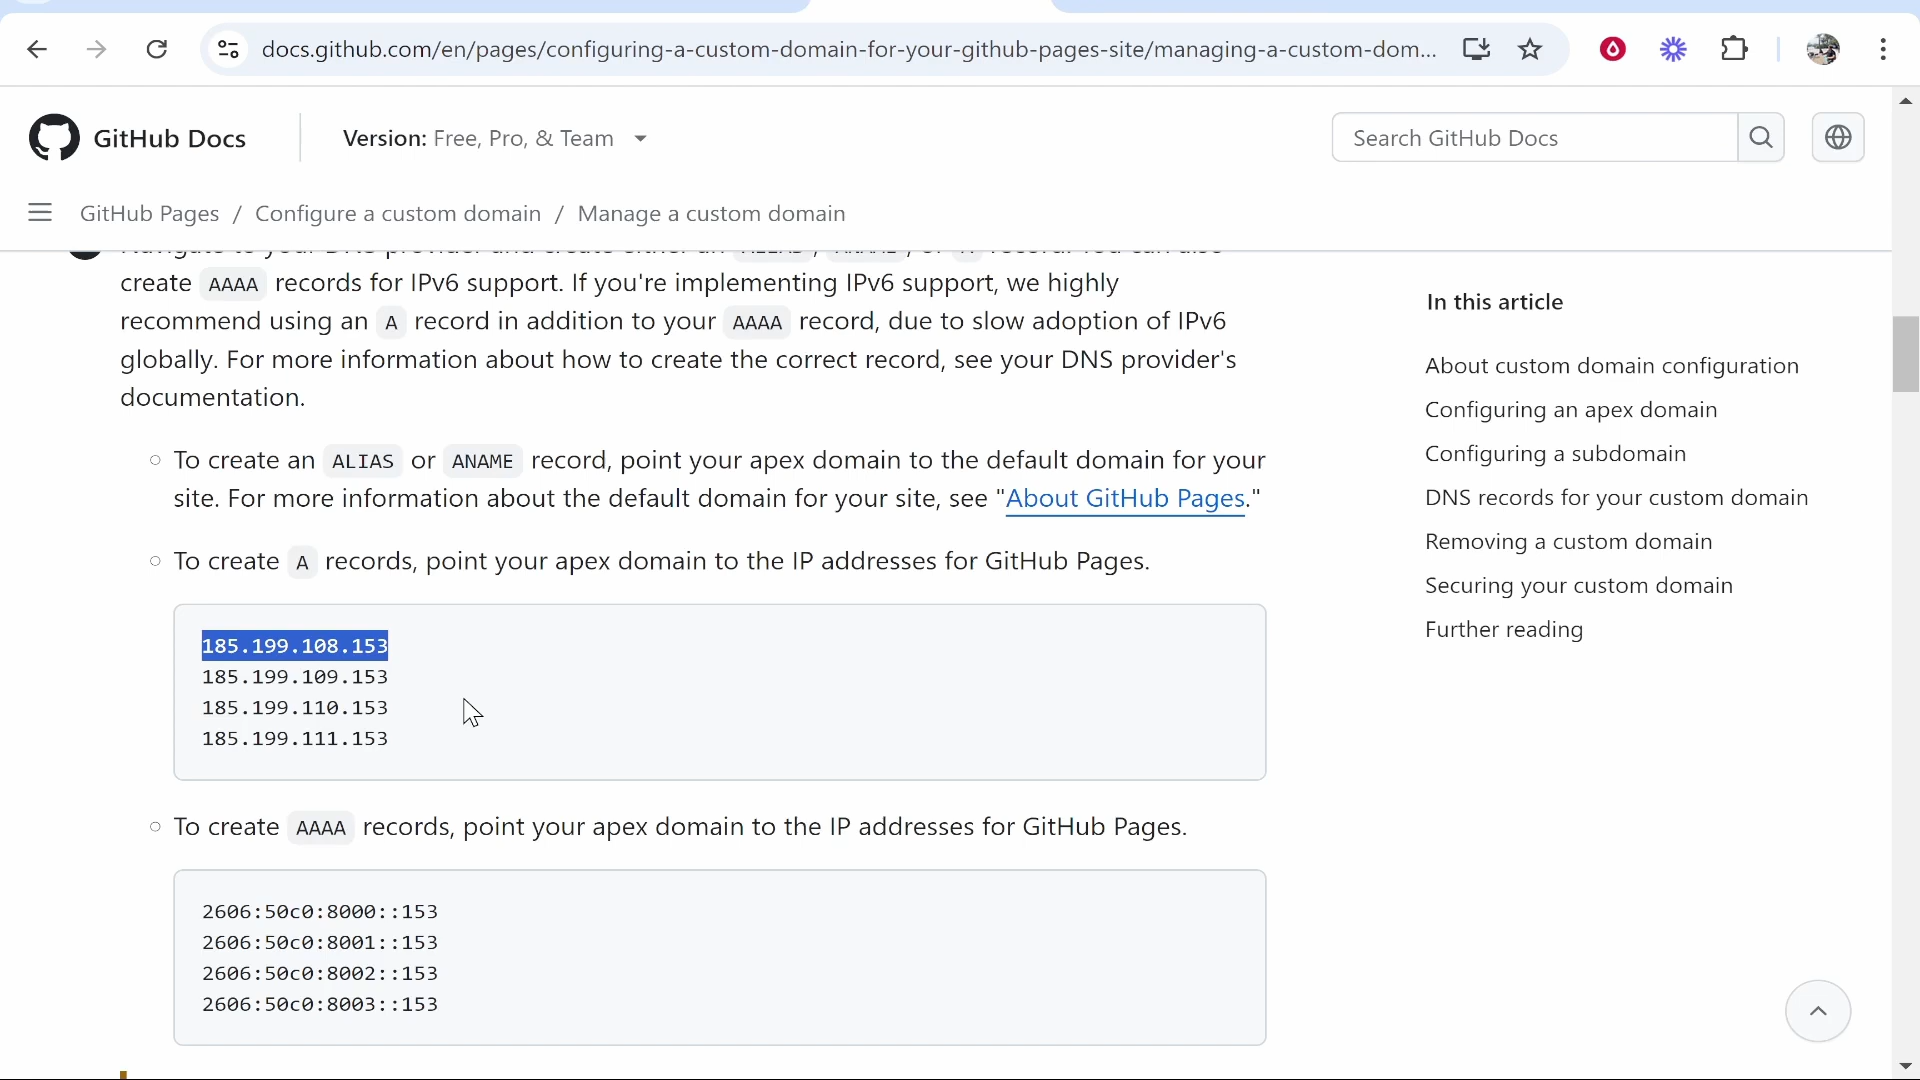 docs.github.com/en/pages/configuring-a-custom-domain-for-your-github-pages-site/managing-a-custom-dom...
GitHub Docs
Version: Free, Pro, & Team
Search GitHub Docs
GitHub Pages / Configure a custom domain / Manage a custom domain
create AAAA records for IPv6 support. If you're implementing IPv6 support, we highly
recommend using an A record in addition to your AAAA record, due to slow adoption of IPv6
globally. For more information about how to create the correct record, see your DNS provider's
documentation.
To create an ALIAS or ANAME record, point your apex domain to the default domain for your
site. For more information about the default domain for your site, see "About GitHub Pages."
To create A records, point your apex domain to the IP addresses for GitHub Pages.
185.199.108.153
185.199.109.153
185.199.110.153
185.199.111.153
To create AAAA records, point your apex domain to the IP addresses for GitHub Pages.
2606:50c0:8000::153
2606:50c0:8001::153
2606:50c0:8002::153
2606:50c0:8003::153
In this article
About custom domain configuration
Configuring an apex domain
Configuring a subdomain
DNS records for your custom domain
Removing a custom domain
Securing your custom domain
Further reading